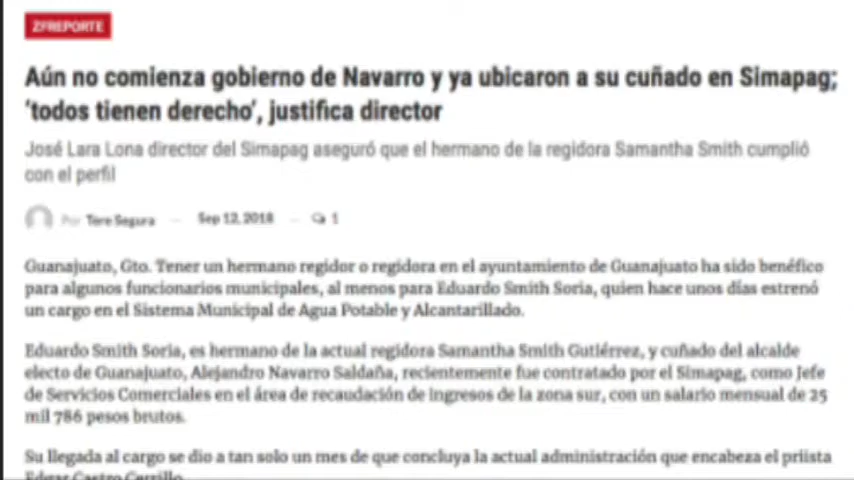 ZFREPORTE
Aún no comienza gobierno de Navarro y ya ubicaron a su cuñado en Simapag;
‘todos tienen derecho’, justifica director
José Lara Lona director del Simapag aseguró que el hermano de la regidora Samantha Smith cumplió
con el perfil
Por Tere Segura — Sep 12, 2018 — 1
Guanajuato, Gto. Tener un hermano regidor o regidora en el ayuntamiento de Guanajuato ha sido benéfico
para algunos funcionarios municipales, al menos para Eduardo Smith Soria, quien hace unos días estrenó
un cargo en el Sistema Municipal de Agua Potable y Alcantarillado.
Eduardo Smith Soria, es hermano de la actual regidora Samantha Smith Gutiérrez, y cuñado del alcalde
electo de Guanajuato, Alejandro Navarro Saldaña, recientemente fue contratado por el Simapag, como Jefe
de Servicios Comerciales en el área de recaudación de ingresos de la zona sur, con un salario mensual de 25
mil 786 pesos brutos.
Su llegada al cargo se dio a tan solo un mes de que concluya la actual administración que encabeza el priista
Edgar Castro Cerrillo.